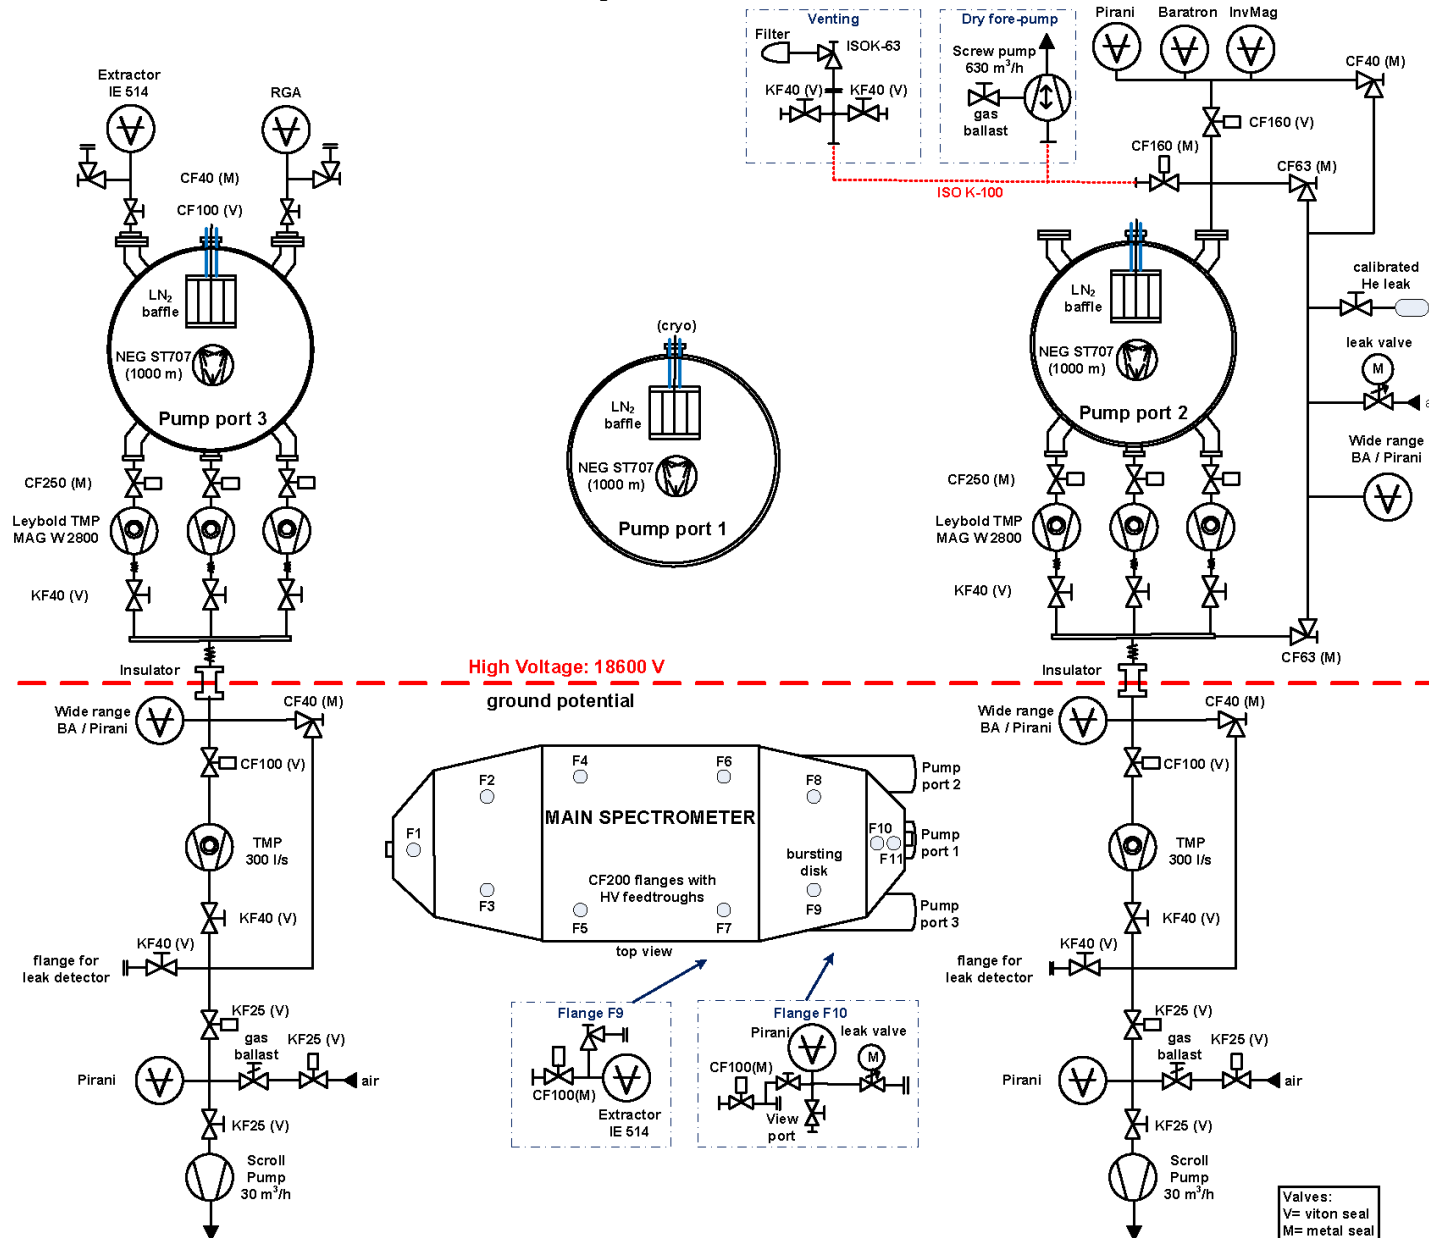 Venting
Filter
ISOK-63
KF40 (V)
KF40 (V)
Dry fore-pump
Screw pump
630 m³/h
gas
ballast
Pirani
Baratron
InvMag
CF40 (M)
CF160 (V)
CF160 (M)
CF63 (M)
ISO K-100
Extractor
IE 514
RGA
CF40 (M)
CF100 (V)
LN₂
baffle
NEG ST707
(1000 m)
Pump port 3
CF250 (M)
Leybold TMP
MAG W2800
KF40 (V)
(cryo)
LN₂
baffle
NEG ST707
(1000 m)
Pump port 1
LN₂
baffle
NEG ST707
(1000 m)
Pump port 2
CF250 (M)
Leybold TMP
MAG W2800
KF40 (V)
calibrated
He leak
leak valve
M
Wide range
BA / Pirani
CF63 (M)
Insulator
High Voltage: 18600 V
ground potential
Insulator
Wide range
BA / Pirani
CF40 (M)
CF100 (V)
TMP
300 l/s
KF40 (V)
KF40 (V)
flange for
leak detector
KF25 (V)
gas
ballast
KF25 (V)
Pirani
air
KF25 (V)
Scroll
Pump
30 m³/h
F1
F2
F3
F4
F5
F6
F7
F8
F9
F10
F11
MAIN SPECTROMETER
CF200 flanges with
HV feedtroughs
bursting
disk
Pump
port 2
Pump
port 1
Pump
port 3
top view
Flange F9
CF100(M)
Extractor
IE 514
Flange F10
Pirani
leak valve
M
CF100(M)
View
port
Wide range
BA / Pirani
CF40 (M)
CF100 (V)
TMP
300 l/s
KF40 (V)
KF40 (V)
flange for
leak detector
KF25 (V)
gas
ballast
KF25 (V)
Pirani
air
KF25 (V)
Scroll
Pump
30 m³/h
Valves:
V= viton seal
M= metal seal